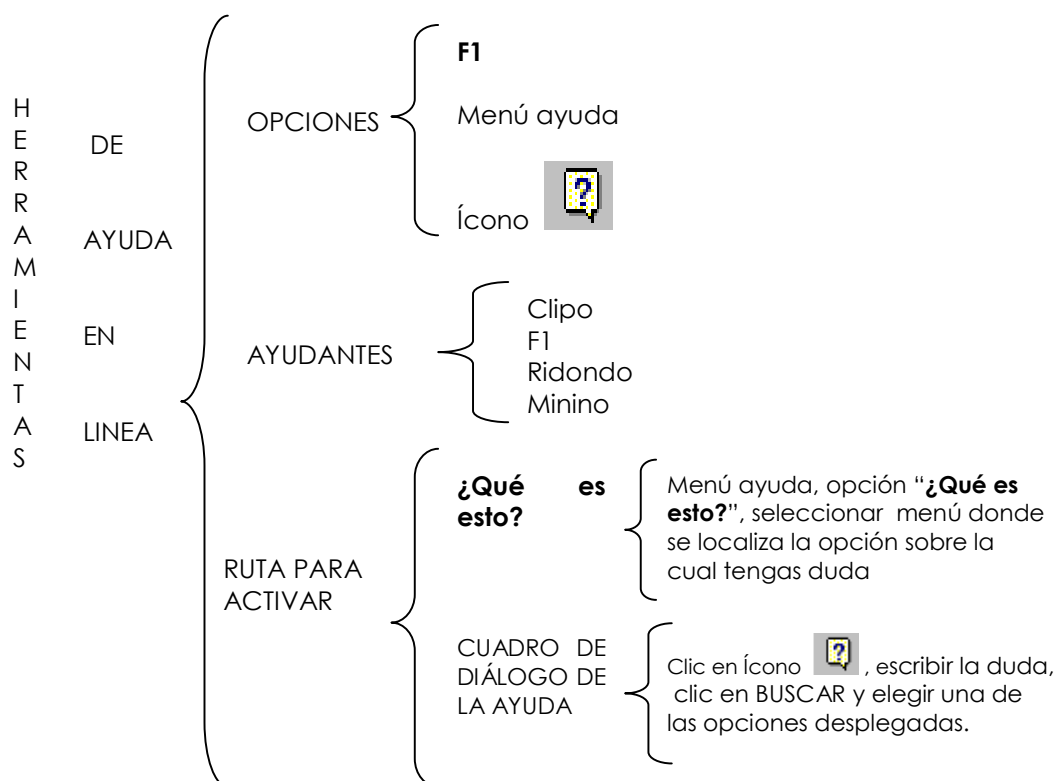 HERRAMIENTAS
DE
AYUDA
EN
LINEA
OPCIONES
F1
Menú ayuda
Ícono ?
AYUDANTES
Clipo
F1
Ridondo
Minino
RUTA PARA
ACTIVAR
¿Qué es
esto?
Menú ayuda, opción “¿Qué es
esto?”, seleccionar menú donde
se localiza la opción sobre la
cual tengas duda
CUADRO DE
DIÁLOGO DE
LA AYUDA
Clic en Ícono ? , escribir la duda,
clic en BUSCAR y elegir una de
las opciones desplegadas.